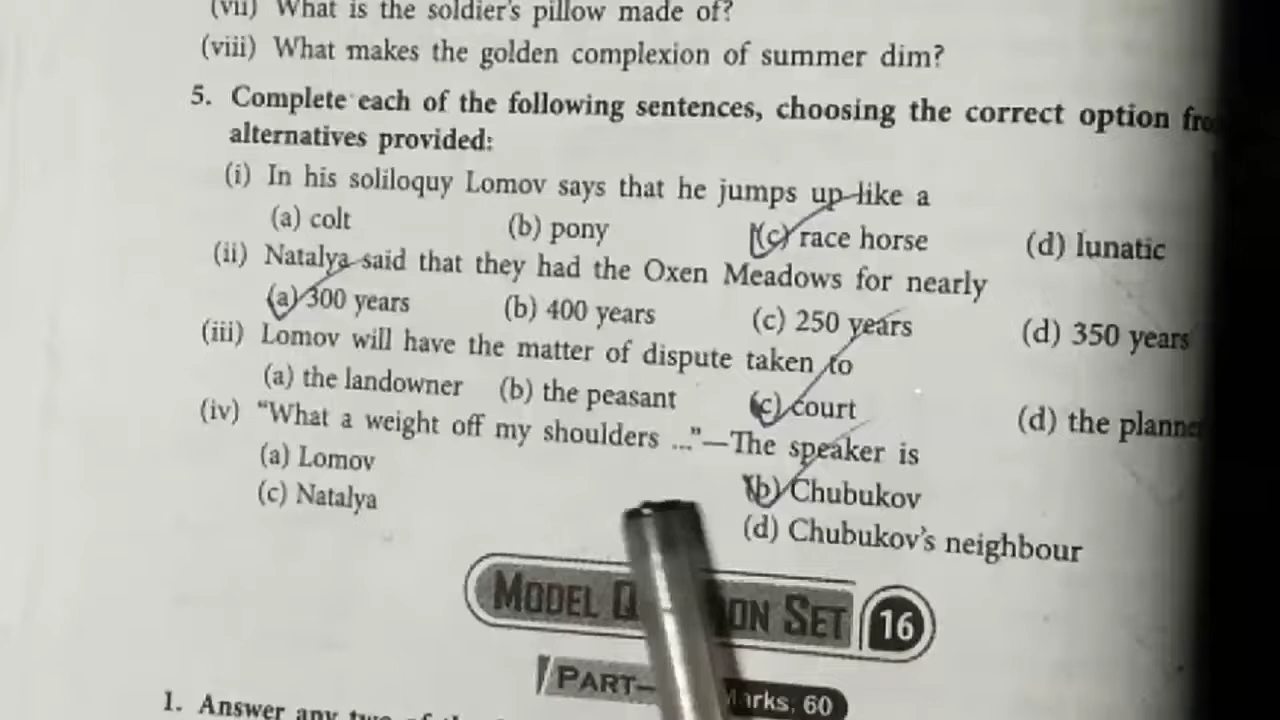 (vii) What is the soldier's pillow made of?
(viii) What makes the golden complexion of summer dim?
5. Complete each of the following sentences, choosing the correct option
alternatives provided:
(i) In his soliloquy Lomov says that he jumps up like a
(a) colt (b) pony (c) race horse (d) lunatic
(ii) Natalya said that they had the Oxen Meadows for nearly
(a) 300 years (b) 400 years (c) 250 years (d) 350 years
(iii) Lomov will have the matter of dispute taken to
(a) the landowner (b) the peasant (c) court (d) the
(iv) "What a weight off my shoulders ..."—The speaker is
(a) Lomov (b) Chubukov
(c) Natalya (d) Chubukov's neighbour
MODEL SET 16
PART— Marks: 60
1. Answer any two of the